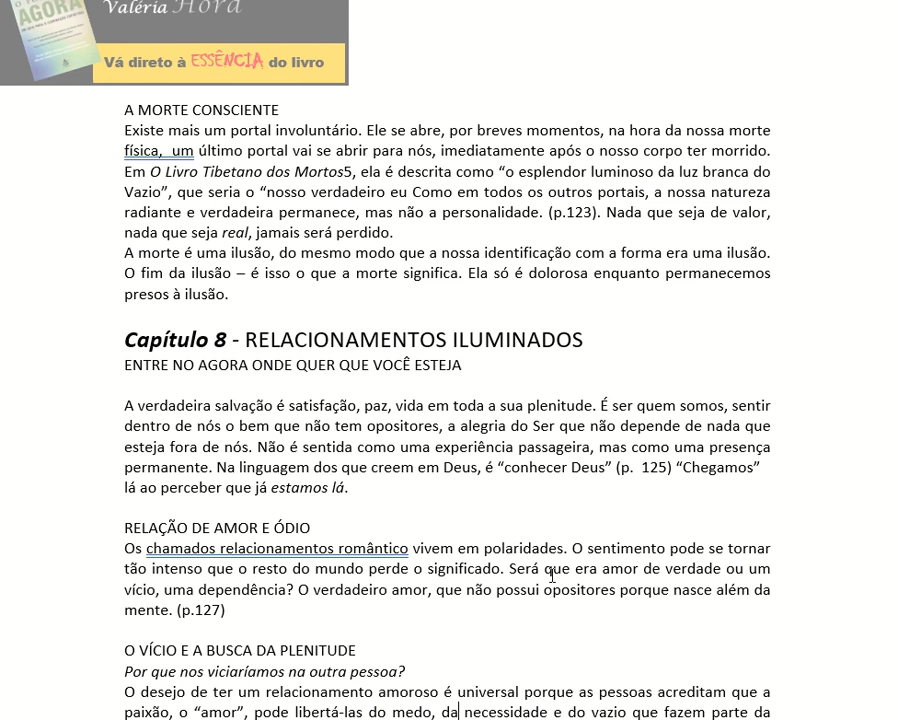 AGORA
Valéria Hora
Vá direto à ESSÊNCIA do livro
A MORTE CONSCIENTE
Existe mais um portal involuntário. Ele se abre, por breves momentos, na hora da nossa morte
física,  um último portal vai se abrir para nós, imediatamente após o nosso corpo ter morrido.
Em O Livro Tibetano dos Mortos5, ela é descrita como “o esplendor luminoso da luz branca do
Vazio”, que seria o “nosso verdadeiro eu Como em todos os outros portais, a nossa natureza
radiante e verdadeira permanece, mas não a personalidade. (p.123). Nada que seja de valor,
nada que seja real, jamais será perdido.
A morte é uma ilusão, do mesmo modo que a nossa identificação com a forma era uma ilusão.
O fim da ilusão – é isso o que a morte significa. Ela só é dolorosa enquanto permanecemos
presos à ilusão.
Capítulo 8 - RELACIONAMENTOS ILUMINADOS
ENTRE NO AGORA ONDE QUER QUE VOCÊ ESTEJA
A verdadeira salvação é satisfação, paz, vida em toda a sua plenitude. É ser quem somos, sentir
dentro de nós o bem que não tem opositores, a alegria do Ser que não depende de nada que
esteja fora de nós. Não é sentida como uma experiência passageira, mas como uma presença
permanente. Na linguagem dos que creem em Deus, é “conhecer Deus” (p.  125) “Chegamos”
lá ao perceber que já estamos lá.
RELAÇÃO DE AMOR E ÓDIO
Os chamados relacionamentos romântico vivem em polaridades. O sentimento pode se tornar
tão intenso que o resto do mundo perde o significado. Será que era amor de verdade ou um
vício, uma dependência? O verdadeiro amor, que não possui opositores porque nasce além da
mente. (p.127)
O VÍCIO E A BUSCA DA PLENITUDE
Por que nos viciaríamos na outra pessoa?
O desejo de ter um relacionamento amoroso é universal porque as pessoas acreditam que a
paixão, o “amor”, pode libertá-las do medo, da necessidade e do vazio que fazem parte da